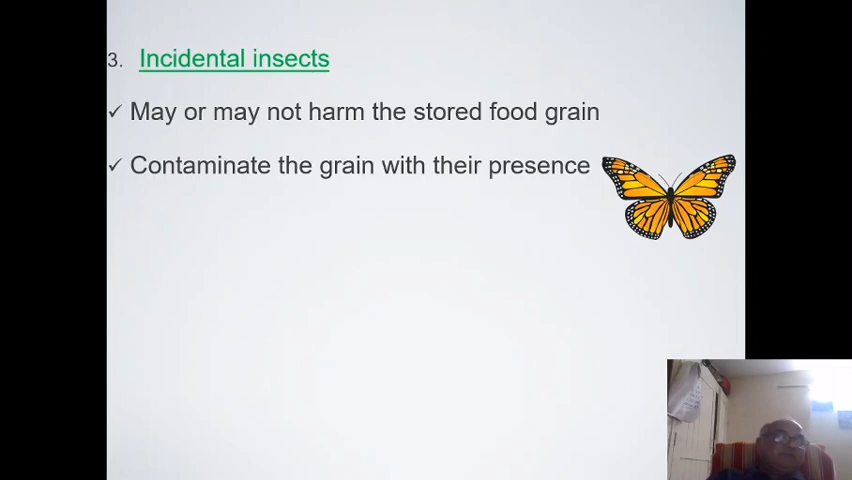 3. Incidental insects
✓ May or may not harm the stored food grain
✓ Contaminate the grain with their presence